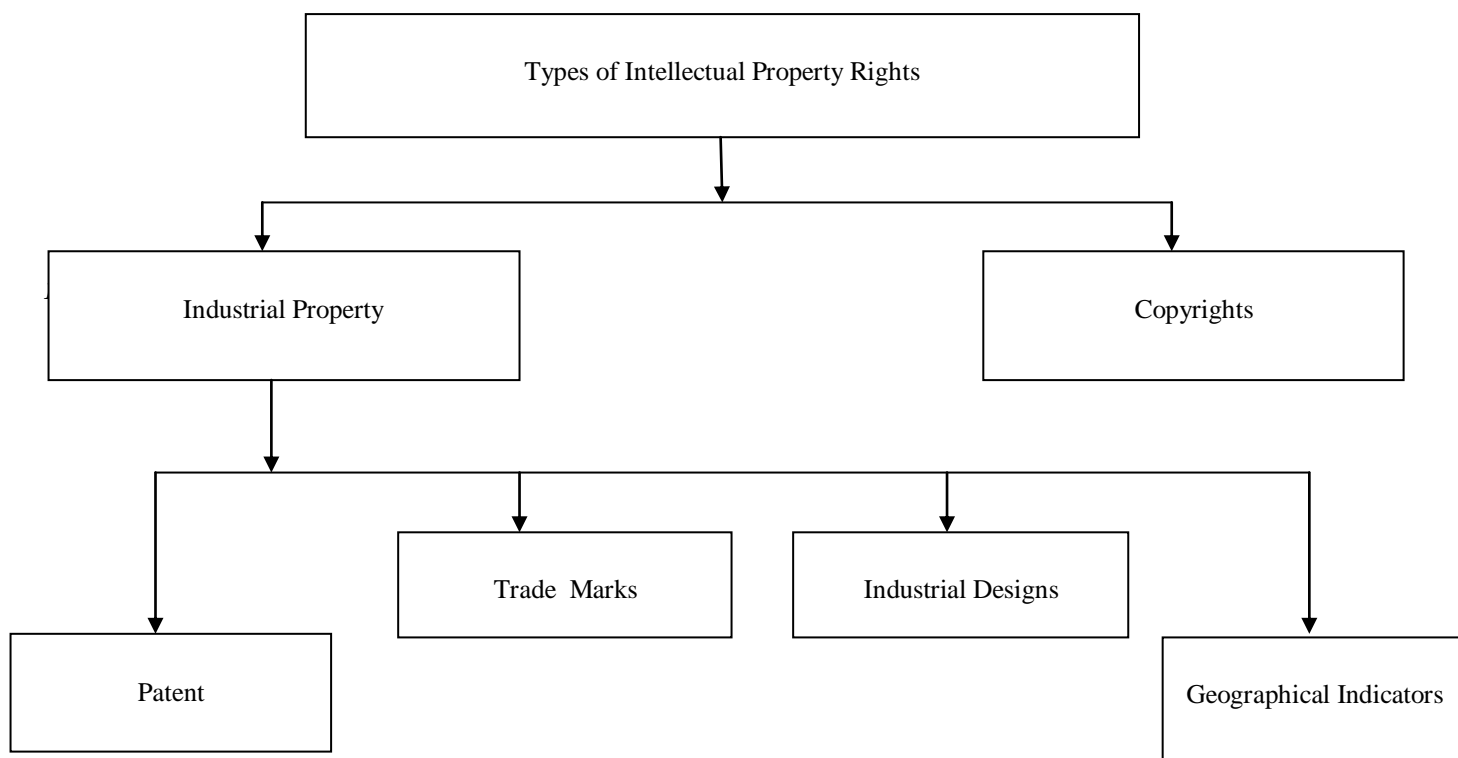 Types of Intellectual Property Rights
Industrial Property
Copyrights
Trade Marks
Industrial Designs
Patent
Geographical Indicators